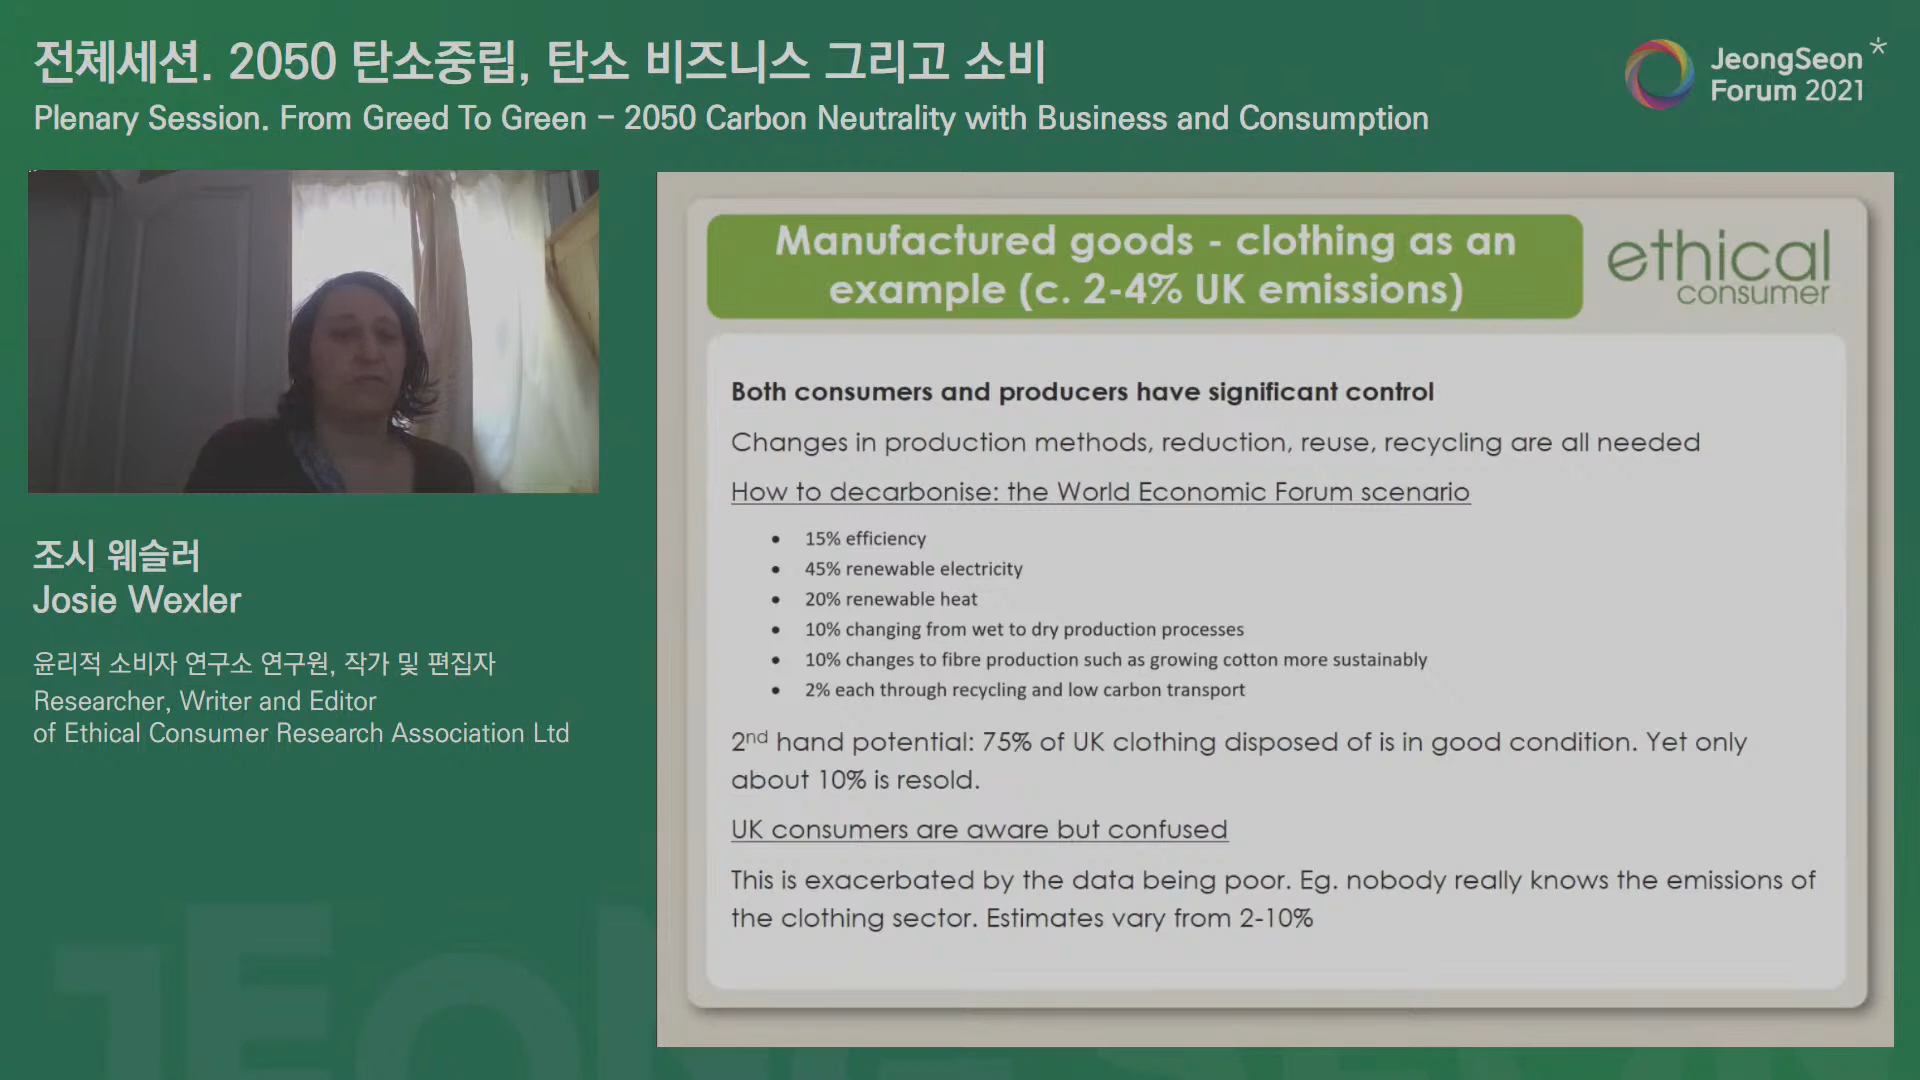 전체세션. 2050 탄소중립, 탄소 비즈니스 그리고 소비
Plenary Session. From Greed To Green – 2050 Carbon Neutrality with Business and Consumption
JeongSeon*
Forum 2021
조시 웨슬러
Josie Wexler
윤리적 소비자 연구소 연구원, 작가 및 편집자
Researcher, Writer and Editor
of Ethical Consumer Research Association Ltd
Manufactured goods - clothing as an
example (c. 2-4% UK emissions)
ethical
consumer
Both consumers and producers have significant control
Changes in production methods, reduction, reuse, recycling are all needed
How to decarbonise: the World Economic Forum scenario
• 15% efficiency
• 45% renewable electricity
• 20% renewable heat
• 10% changing from wet to dry production processes
• 10% changes to fibre production such as growing cotton more sustainably
• 2% each through recycling and low carbon transport
2nd hand potential: 75% of UK clothing disposed of is in good condition. Yet only
about 10% is resold.
UK consumers are aware but confused
This is exacerbated by the data being poor. Eg. nobody really knows the emissions of
the clothing sector. Estimates vary from 2-10%